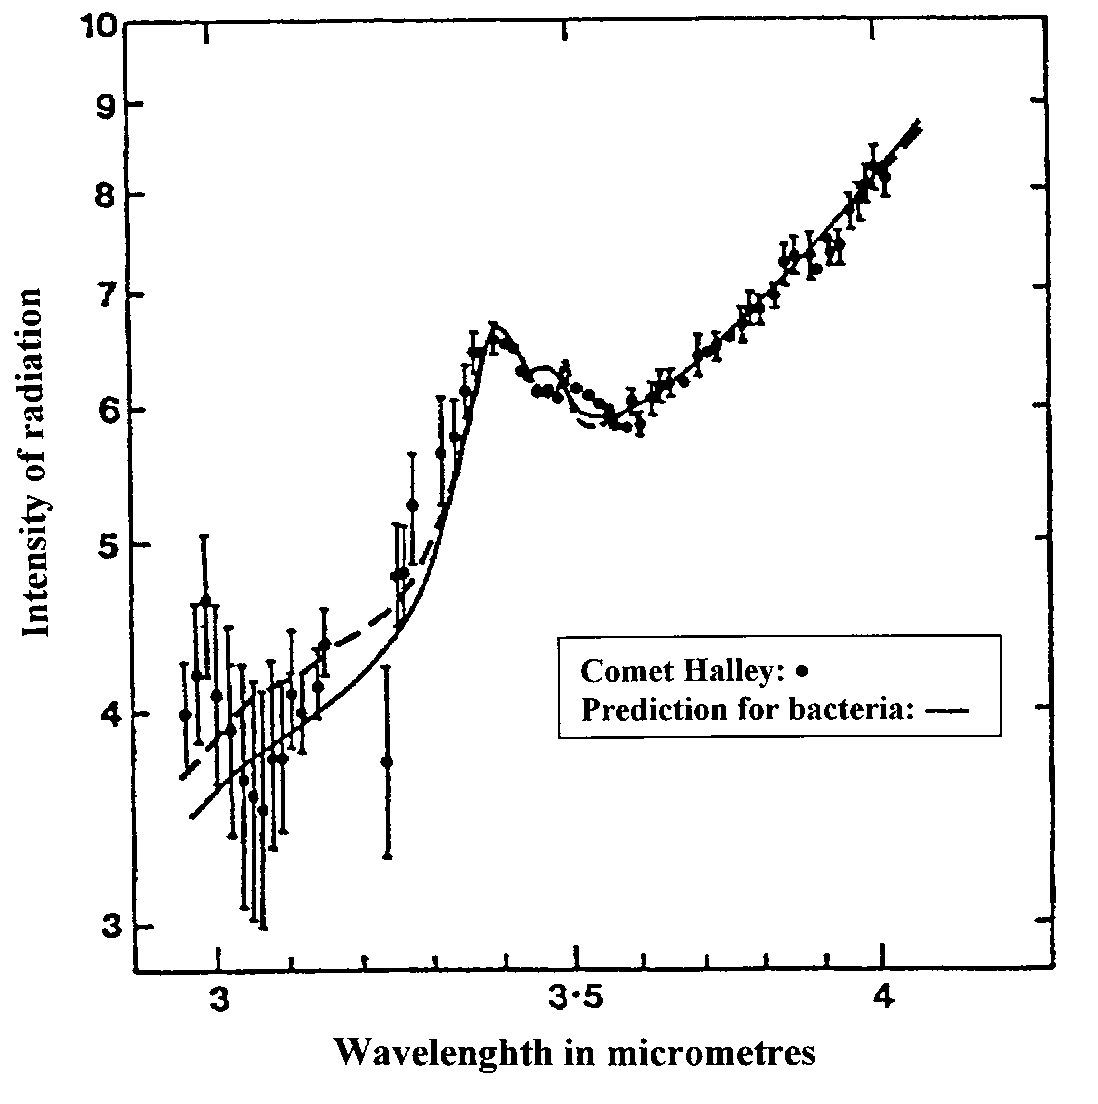 10
9
8
7
6
5
4
3
Intensity of radiation
Comet Halley: •
Prediction for bacteria: —
3 3·5 4
Wavelenghth in micrometres